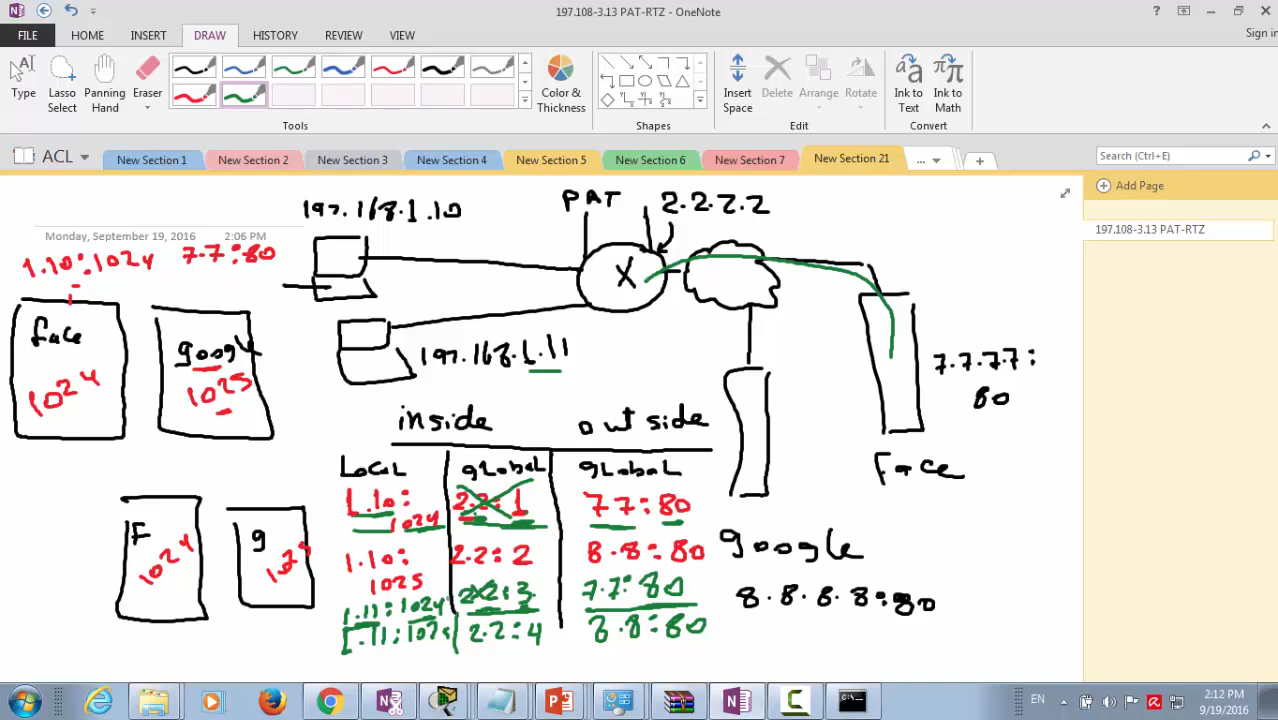 197.108-3.13 PAT-RTZ - OneNote
Sign in
FILE HOME INSERT DRAW HISTORY REVIEW VIEW
Type
Lasso Select
Panning Hand
Eraser
Color & Thickness
Insert Space
Delete
Arrange
Rotate
Ink to Text
Ink to Math
Tools
Shapes
Edit
Convert
ACL
New Section 1
New Section 2
New Section 3
New Section 4
New Section 5
New Section 6
New Section 7
New Section 21
...
Search (Ctrl+E)
Add Page
197.108-3.13 PAT-RTZ
Monday, September 19, 2016 2:06 PM
197.168.1.10
PAT
2.2.2.2
X
1.10:1024
7.7:80
face
1024
google
1025
197.168.1.11
7.7.7.7:
80
Face
inside
outside
Local
gLobaL
gLobaL
1.10:
1024
2.2:1
7.7:80
1.10:
1025
2.2:2
8.8:80
1.11:1024
2.2:3
7.7:80
1.11:1025
2.2:4
8.8:80
F
1024
g
google
8.8.8.8:80
EN
2:12 PM
9/19/2016